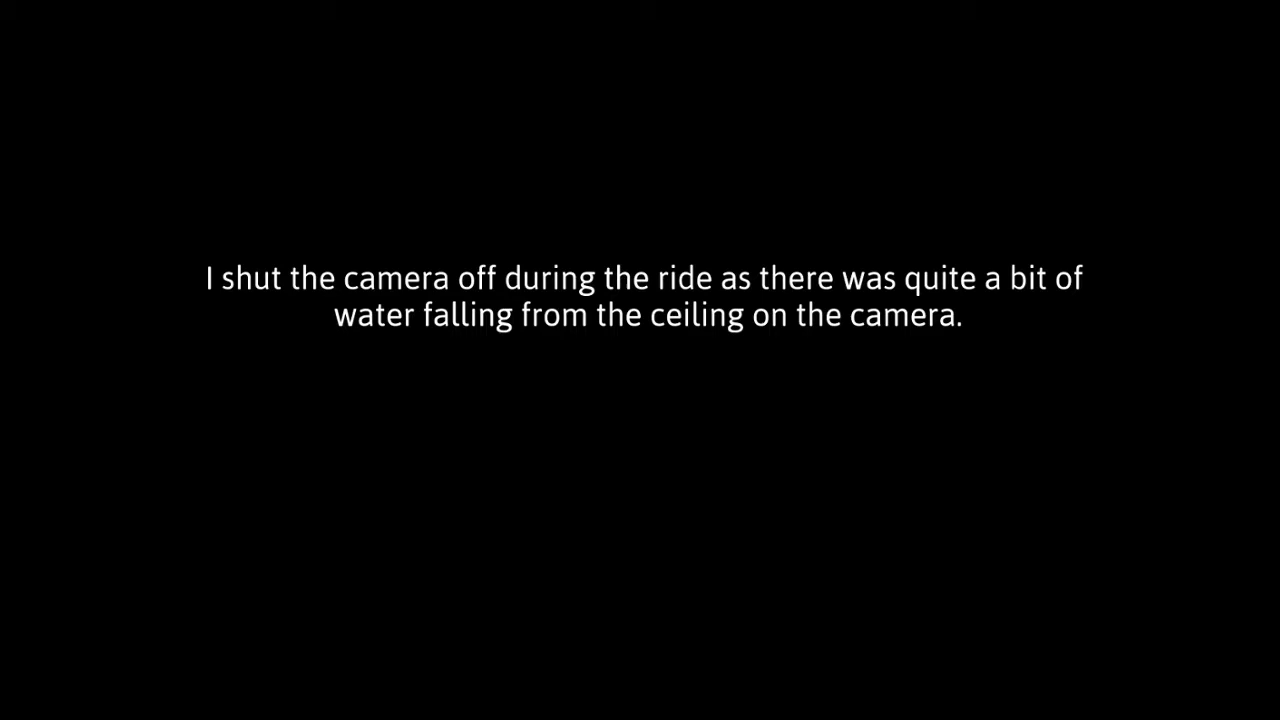 I shut the camera off during the ride as there was quite a bit of
water falling from the ceiling on the camera.